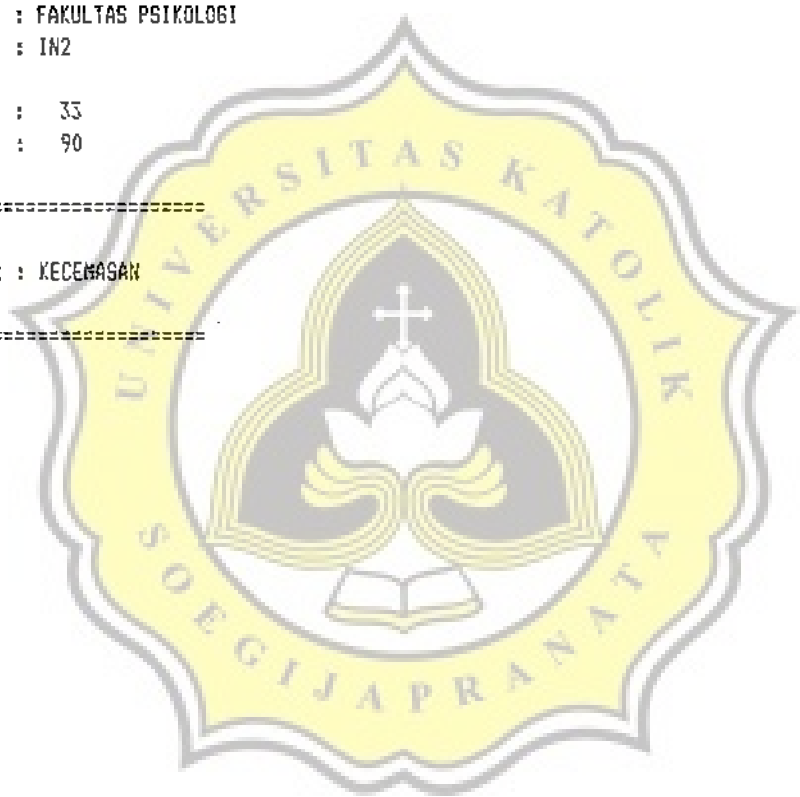 : FAKULTAS PSIKOLOGI
: IN2
: 33
: 90
====================
: KECEMASAN
====================
UNIVERSITAS KATOLIK
SOEGIJAPRANATA